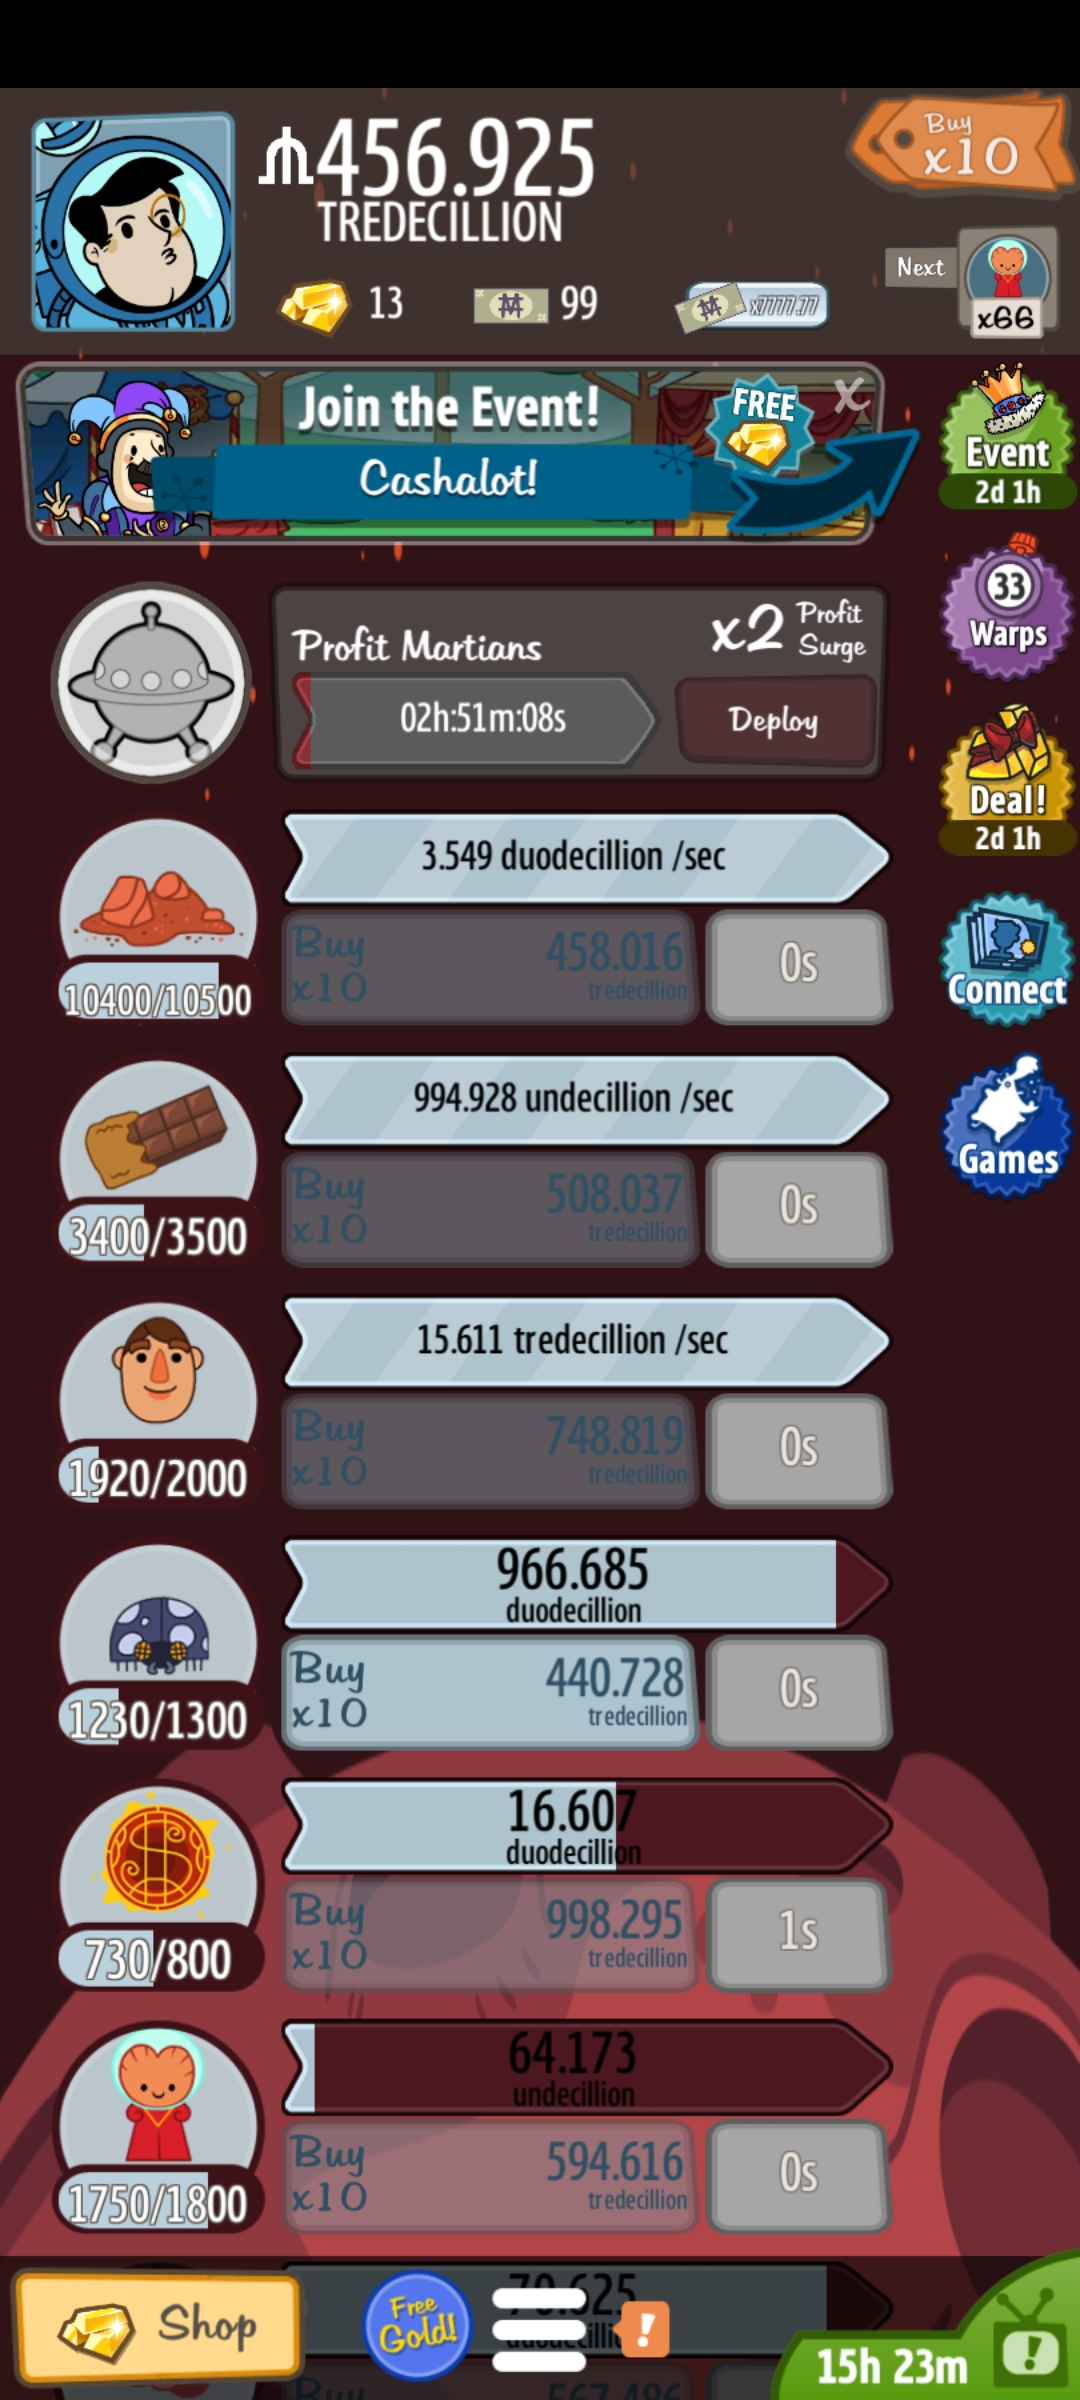 456.925
TREDECILLION
Buy
x10
13
99
x7777.77
Next
x66
Join the Event!
Cashalot!
FREE
X
Event
2d 1h
33
Warps
Profit Martians
x2 Profit
Surge
02h:51m:08s
Deploy
Deal!
2d 1h
3.549 duodecillion /sec
Buy
x10
458.016
tredecillion
0s
10400/10500
Connect
994.928 undecillion /sec
Buy
x10
508.037
tredecillion
0s
3400/3500
Games
15.611 tredecillion /sec
Buy
x10
748.819
tredecillion
0s
1920/2000
966.685
duodecillion
Buy
x10
440.728
tredecillion
0s
1230/1300
16.607
duodecillion
Buy
x10
998.295
tredecillion
1s
730/800
64.173
undecillion
Buy
x10
594.616
tredecillion
0s
1750/1800
Shop
Free
Gold!
!
15h 23m
!